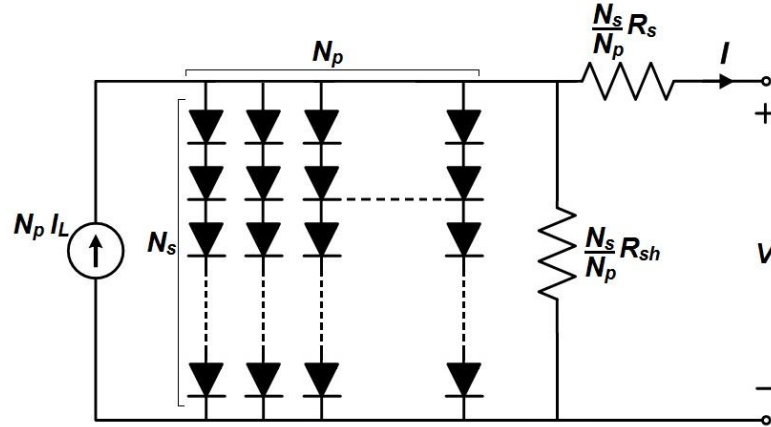 N_p
N_s/N_p R_s
I
+
N_p I_L
N_s
N_s/N_p R_sh
V
−